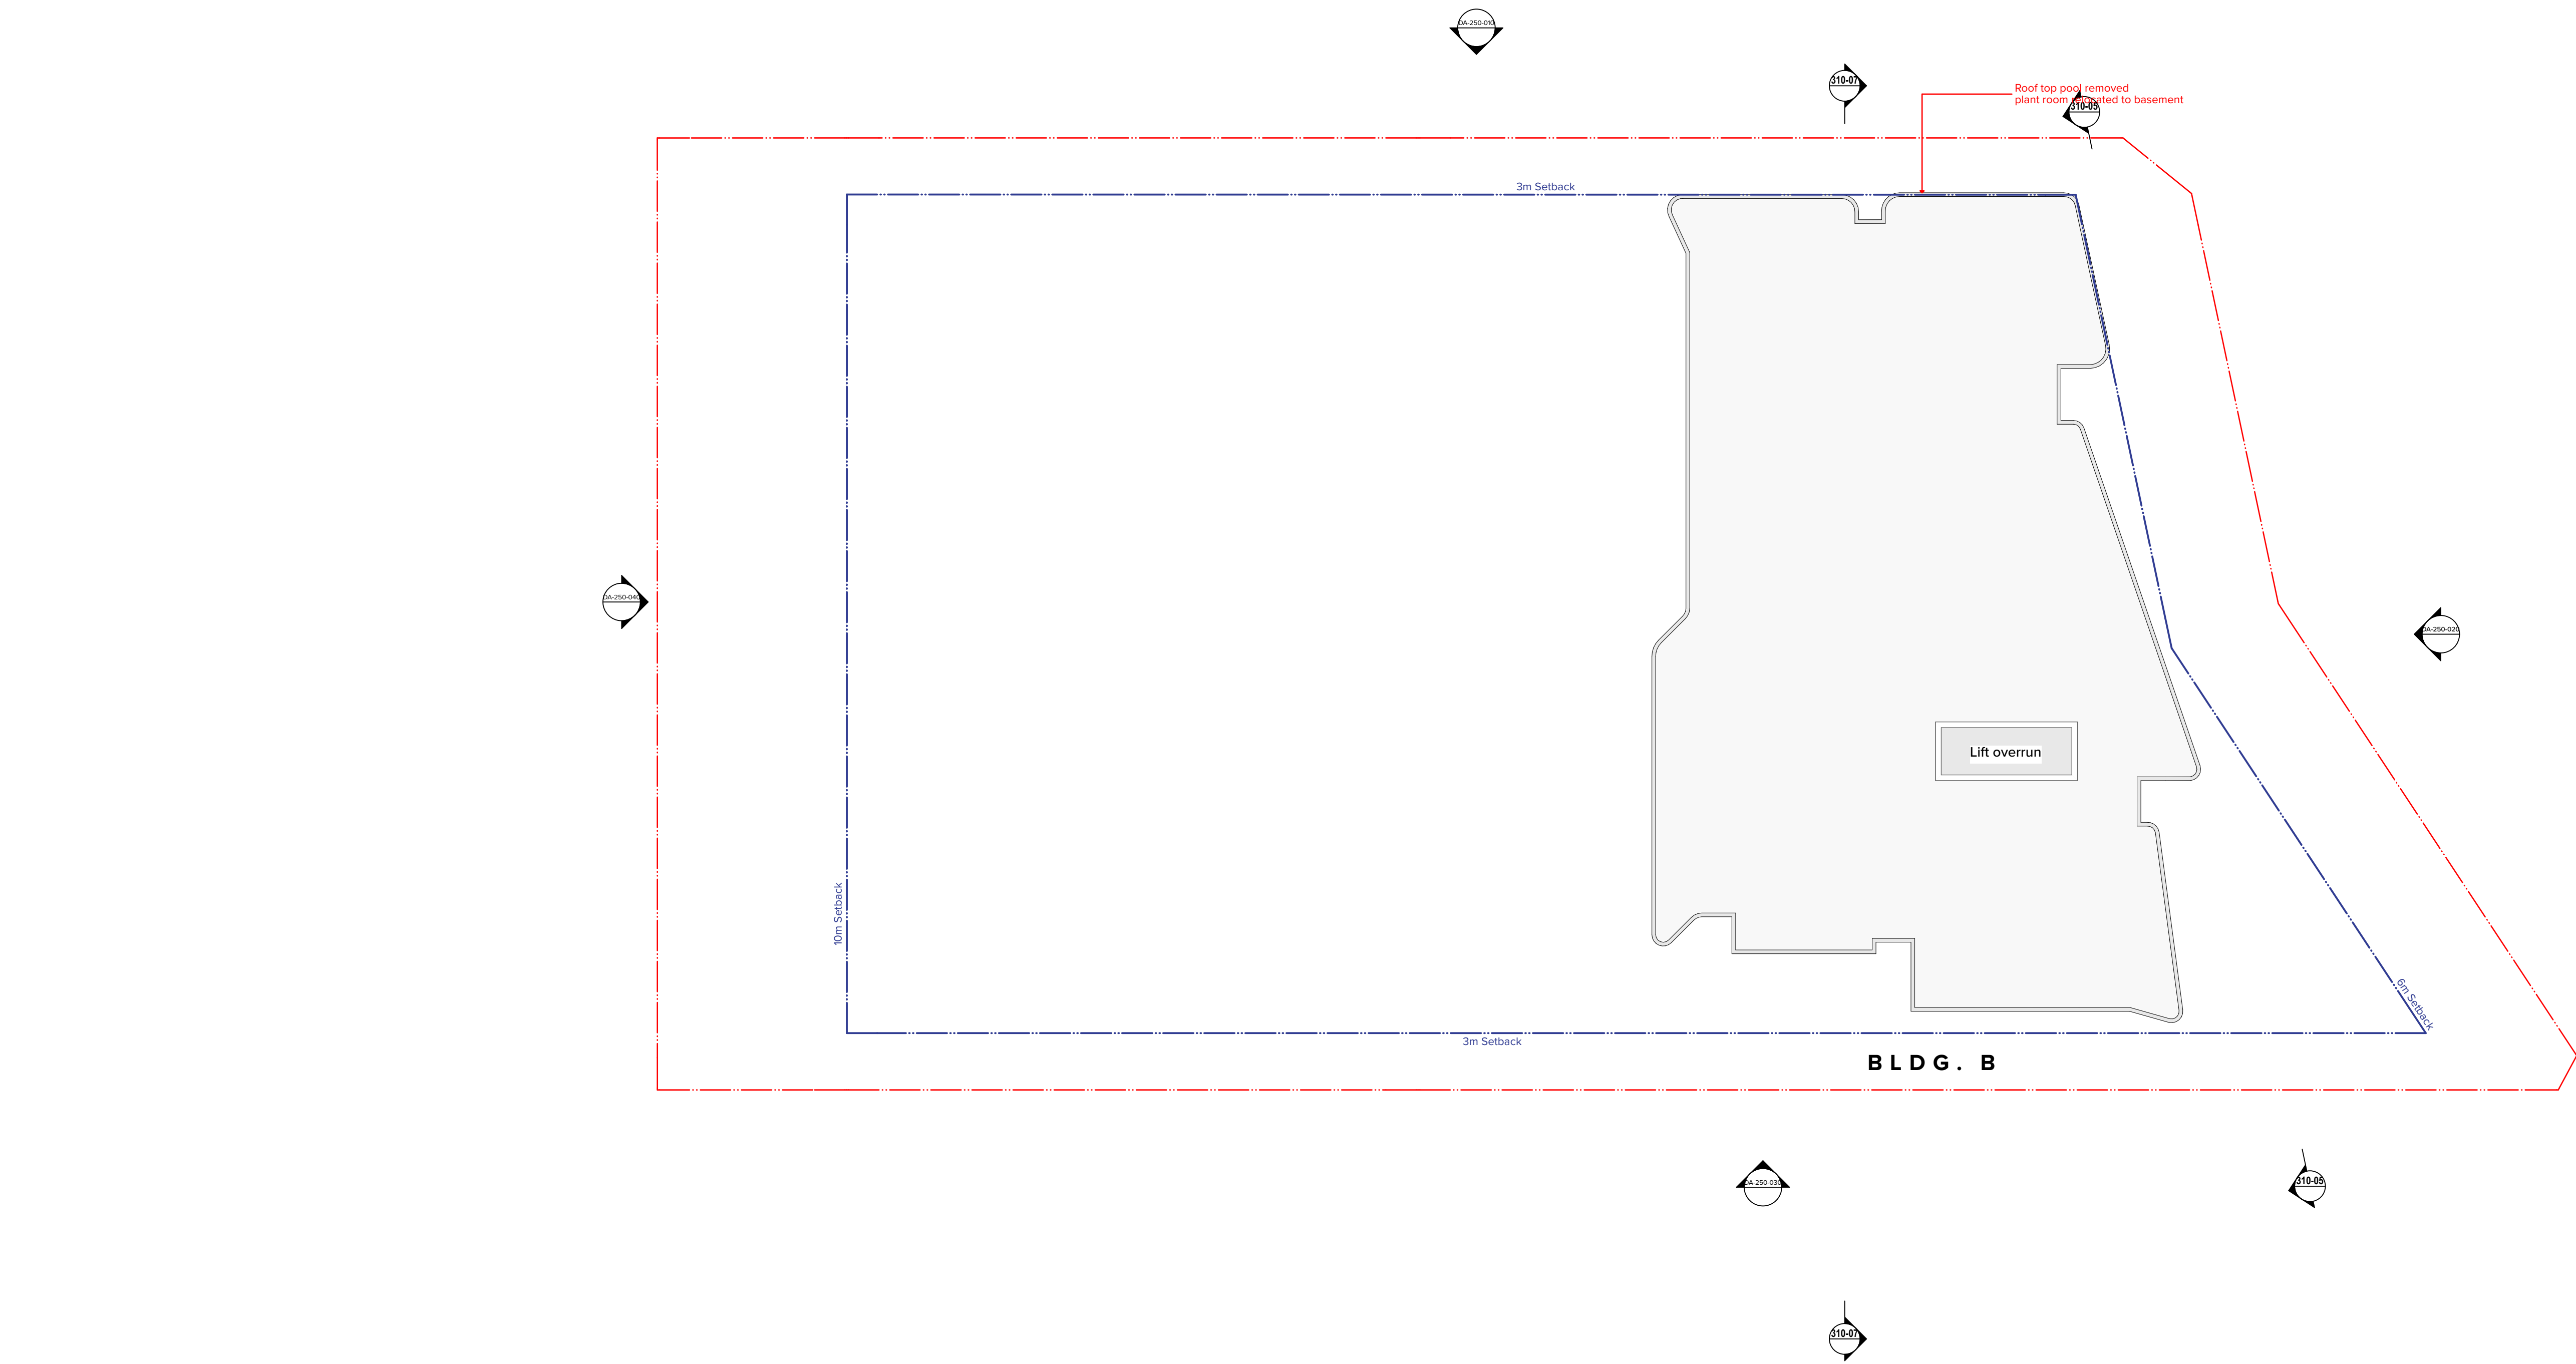 DA-250-010
310-07
Roof top pool removed
plant room relocated to basement
310-05
3m Setback
DA-250-040
DA-250-020
Lift overrun
10m Setback
6m Setback
3m Setback
BLDG. B
DA-250-030
310-05
310-07